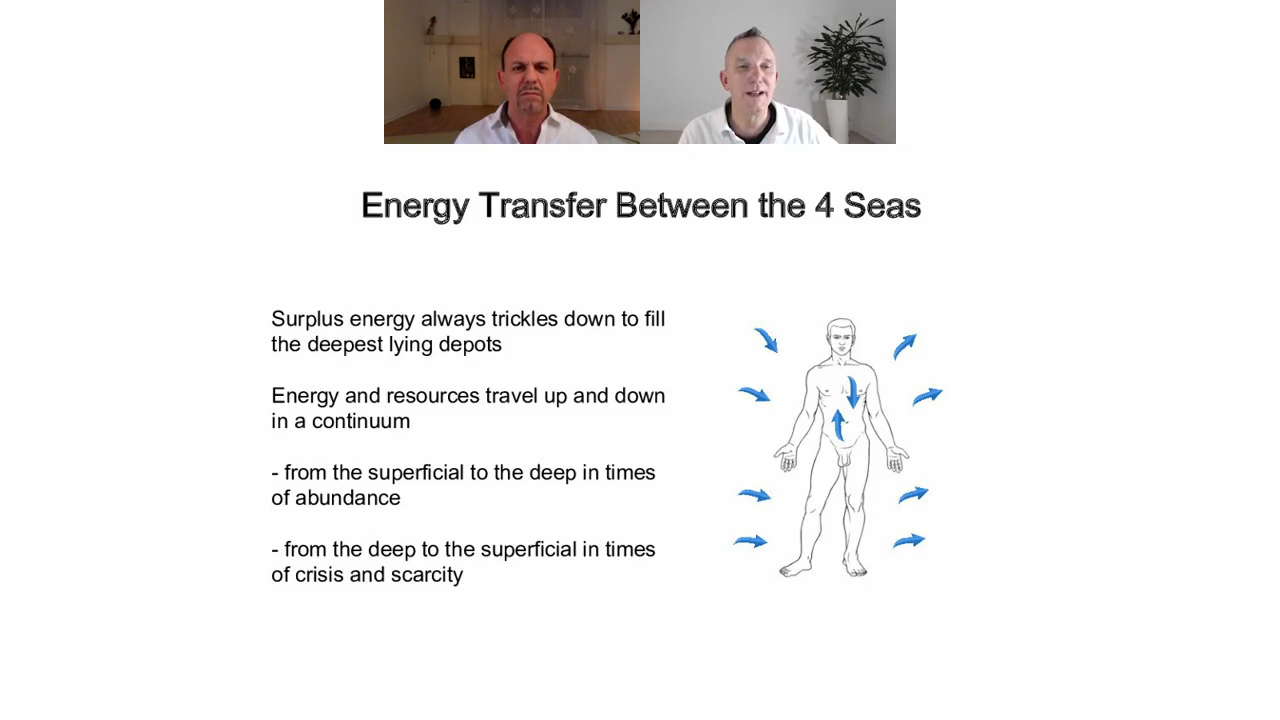 Energy Transfer Between the 4 Seas
Surplus energy always trickles down to fill
the deepest lying depots
Energy and resources travel up and down
in a continuum
- from the superficial to the deep in times
of abundance
- from the deep to the superficial in times
of crisis and scarcity